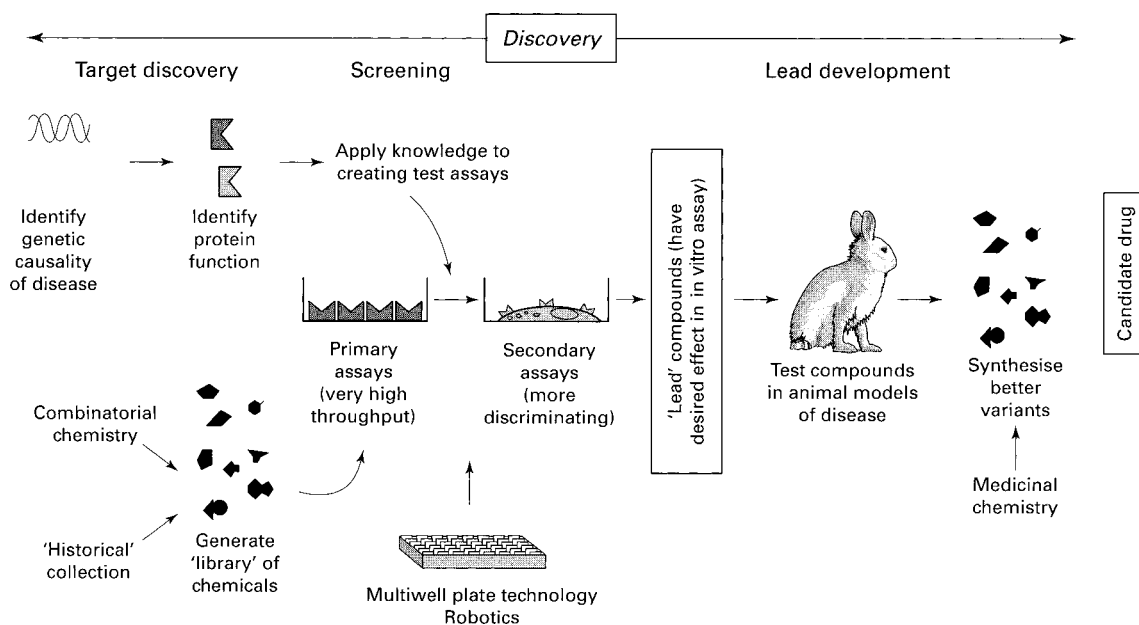 Discovery
Target discovery
Screening
Lead development
Apply knowledge to
creating test assays
Identify
genetic
causality
of disease
Identify
protein
function
Primary
assays
(very high
throughput)
Secondary
assays
(more
discriminating)
'Lead' compounds (have
desired effect in in vitro assay)
Test compounds
in animal models
of disease
Synthesise
better
variants
Candidate drug
Combinatorial
chemistry
'Historical'
collection
Generate
'library' of
chemicals
Multiwell plate technology
Robotics
Medicinal
chemistry